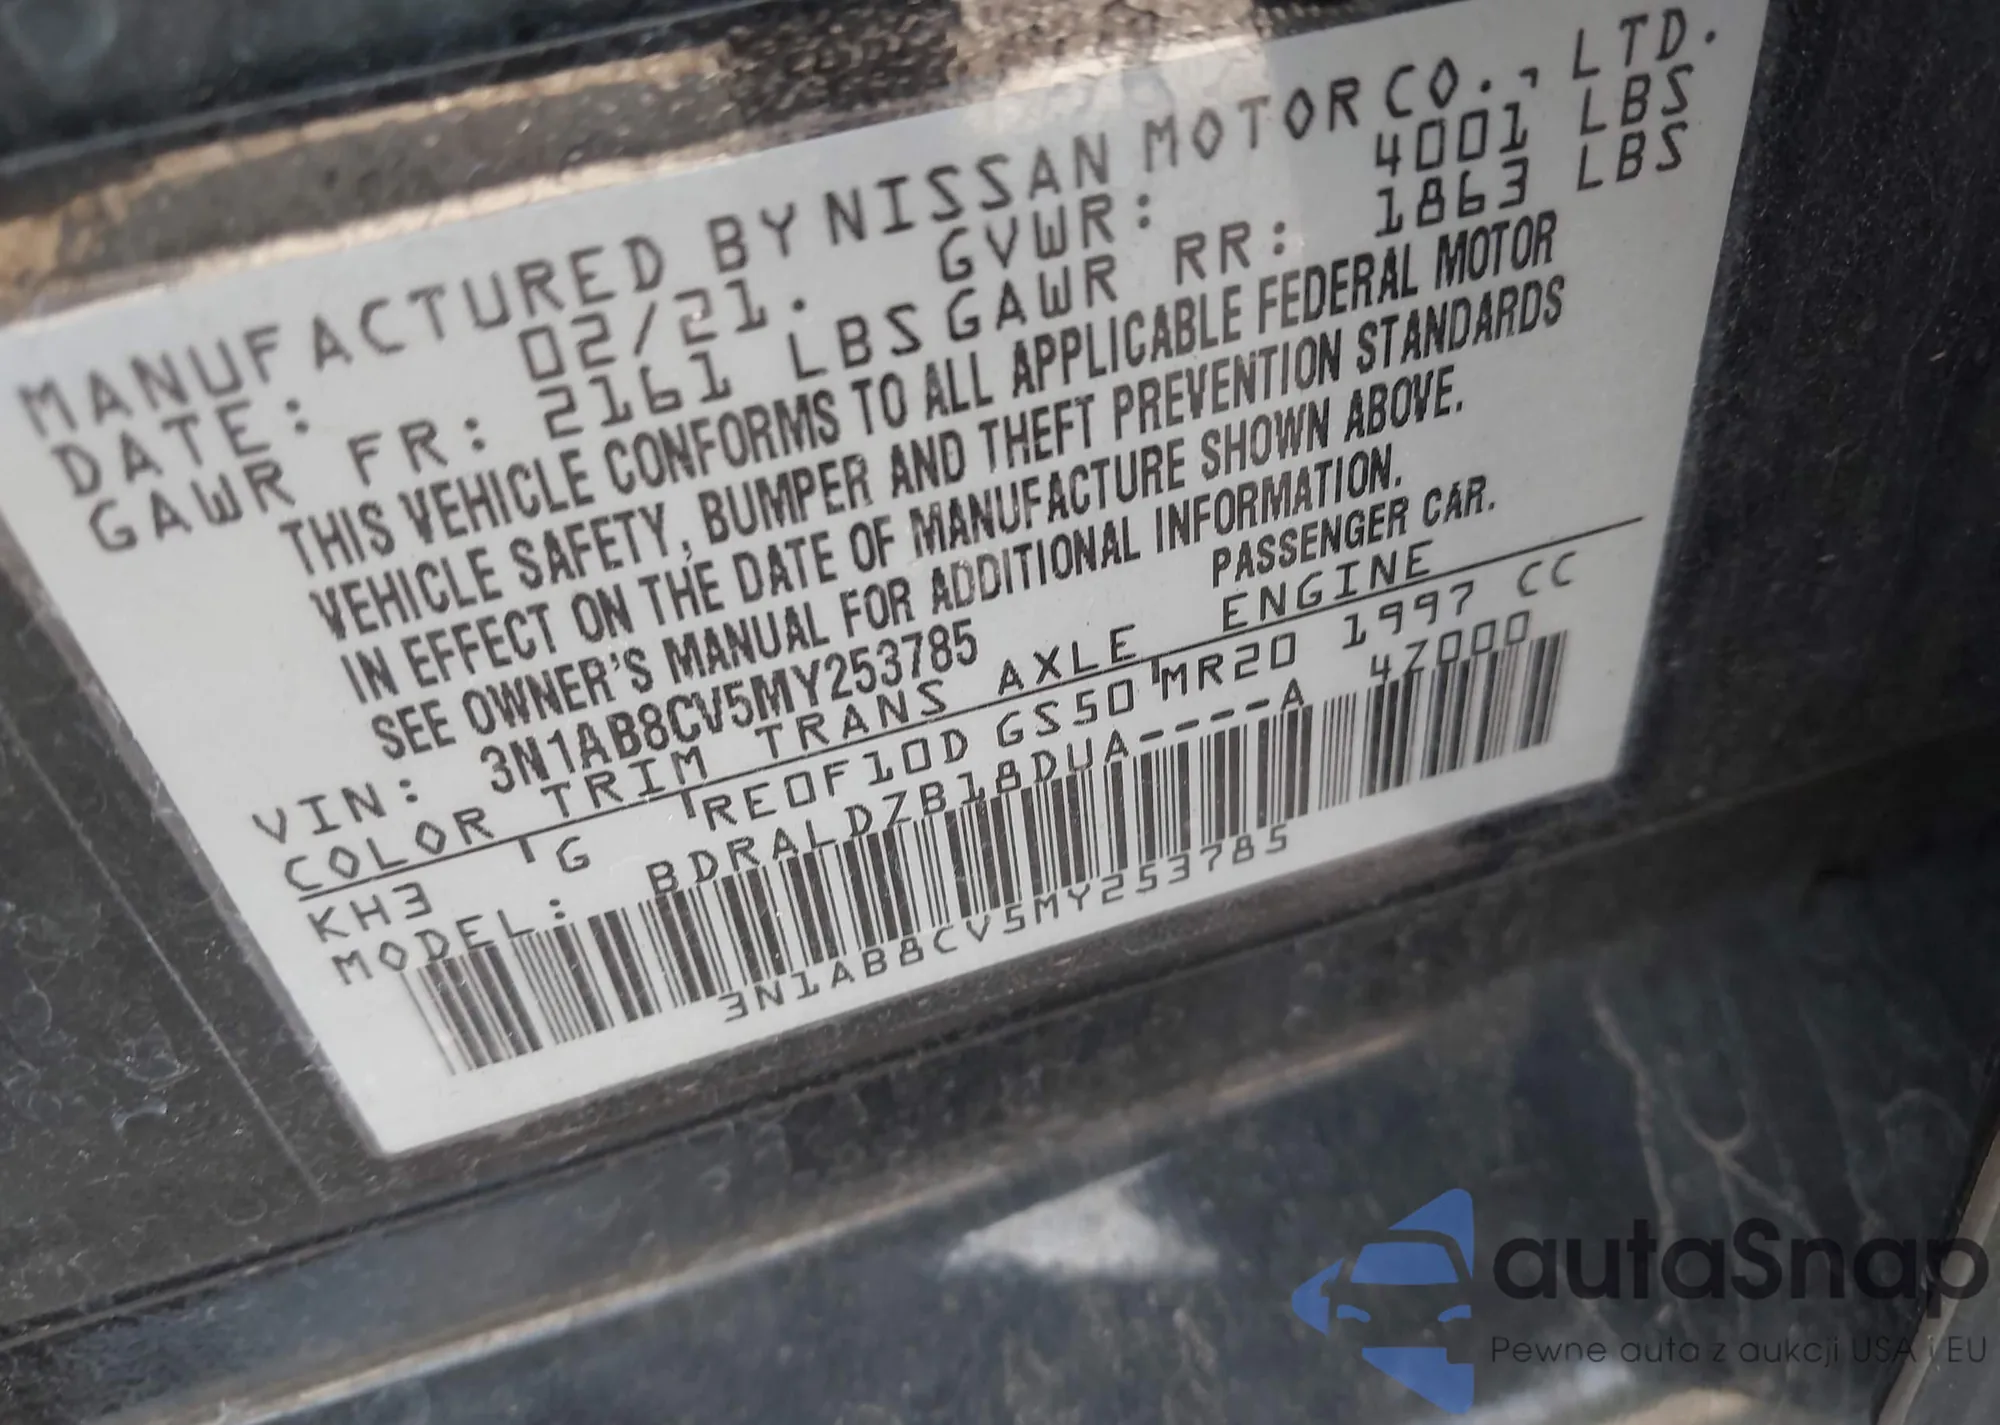 MANUFACTURED BY NISSAN MOTOR CO., LTD.
DATE: 02/21. GVWR: 4001 LBS
GAWR FR: 2161 LBS GAWR RR: 1863 LBS
THIS VEHICLE CONFORMS TO ALL APPLICABLE FEDERAL MOTOR
VEHICLE SAFETY, BUMPER AND THEFT PREVENTION STANDARDS
IN EFFECT ON THE DATE OF MANUFACTURE SHOWN ABOVE.
SEE OWNER'S MANUAL FOR ADDITIONAL INFORMATION.
VIN: 3N1AB8CV5MY253785 PASSENGER CAR.
COLOR TRIM TRANS AXLE ENGINE
KH3 G RE0F10D GS50 MR20 1997 CC
MODEL: BDRALDZB18DUA----A 4Z000
3N1AB8CV5MY253785
autaSnap
Pewne auta z aukcji USA i EU